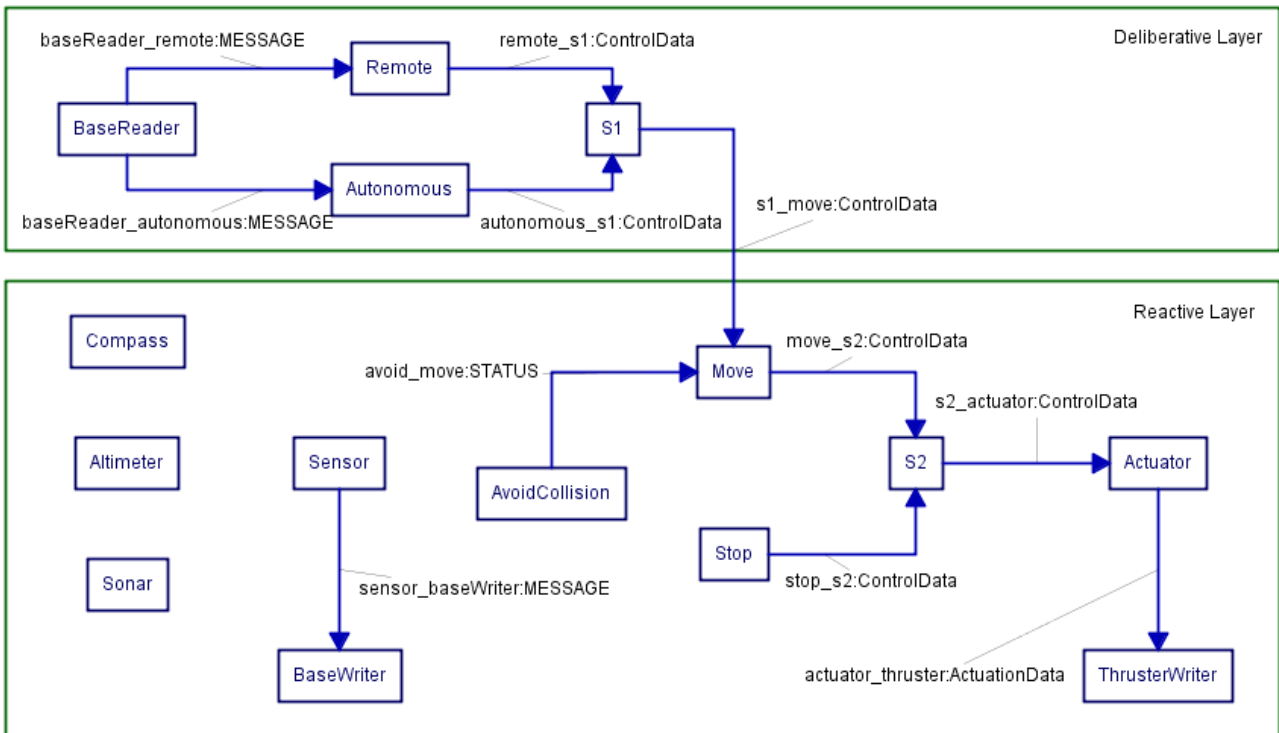 baseReader_remote:MESSAGE
remote_s1:ControlData
Deliberative Layer
Remote
BaseReader
S1
Autonomous
baseReader_autonomous:MESSAGE
autonomous_s1:ControlData
s1_move:ControlData
Reactive Layer
Compass
move_s2:ControlData
avoid_move:STATUS
Move
s2_actuator:ControlData
Altimeter
Sensor
S2
Actuator
AvoidCollision
Stop
Sonar
sensor_baseWriter:MESSAGE
stop_s2:ControlData
BaseWriter
actuator_thruster:ActuationData
ThrusterWriter